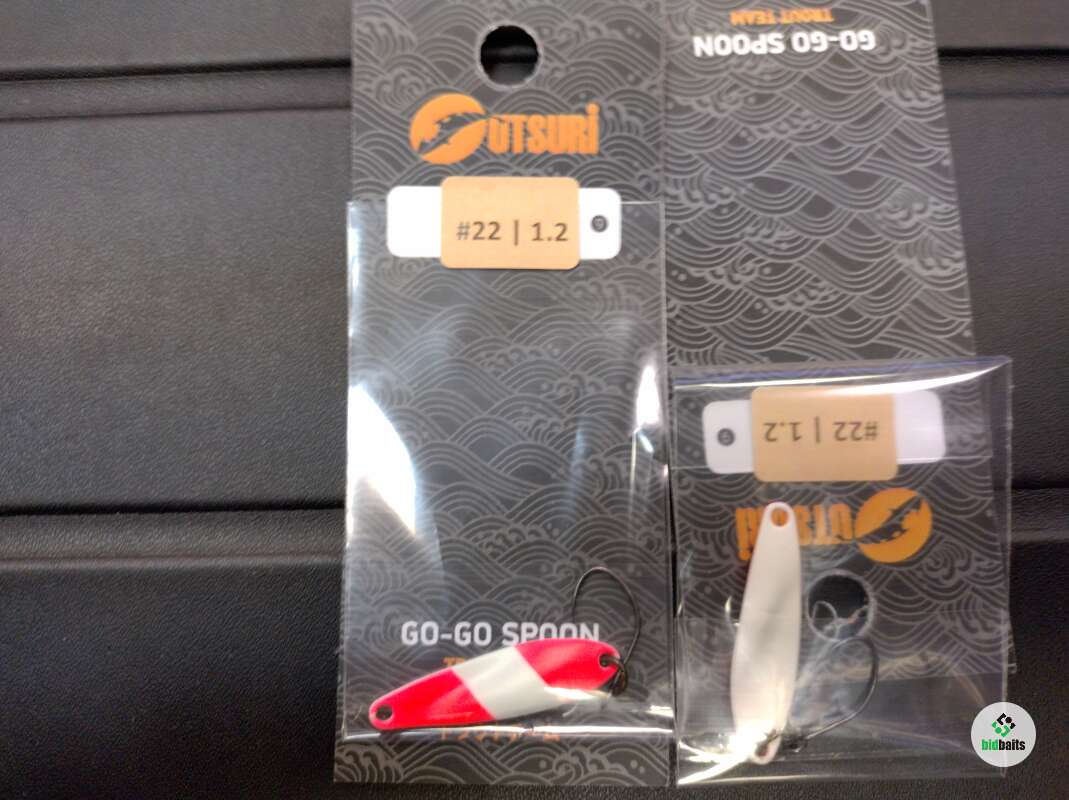 UTSURi
#22 | 1.2
g
GO-GO SPOON
TROUT TEAM
GO-GO SPOON
#22 | 1.2
g
UTSURi
bidbaits